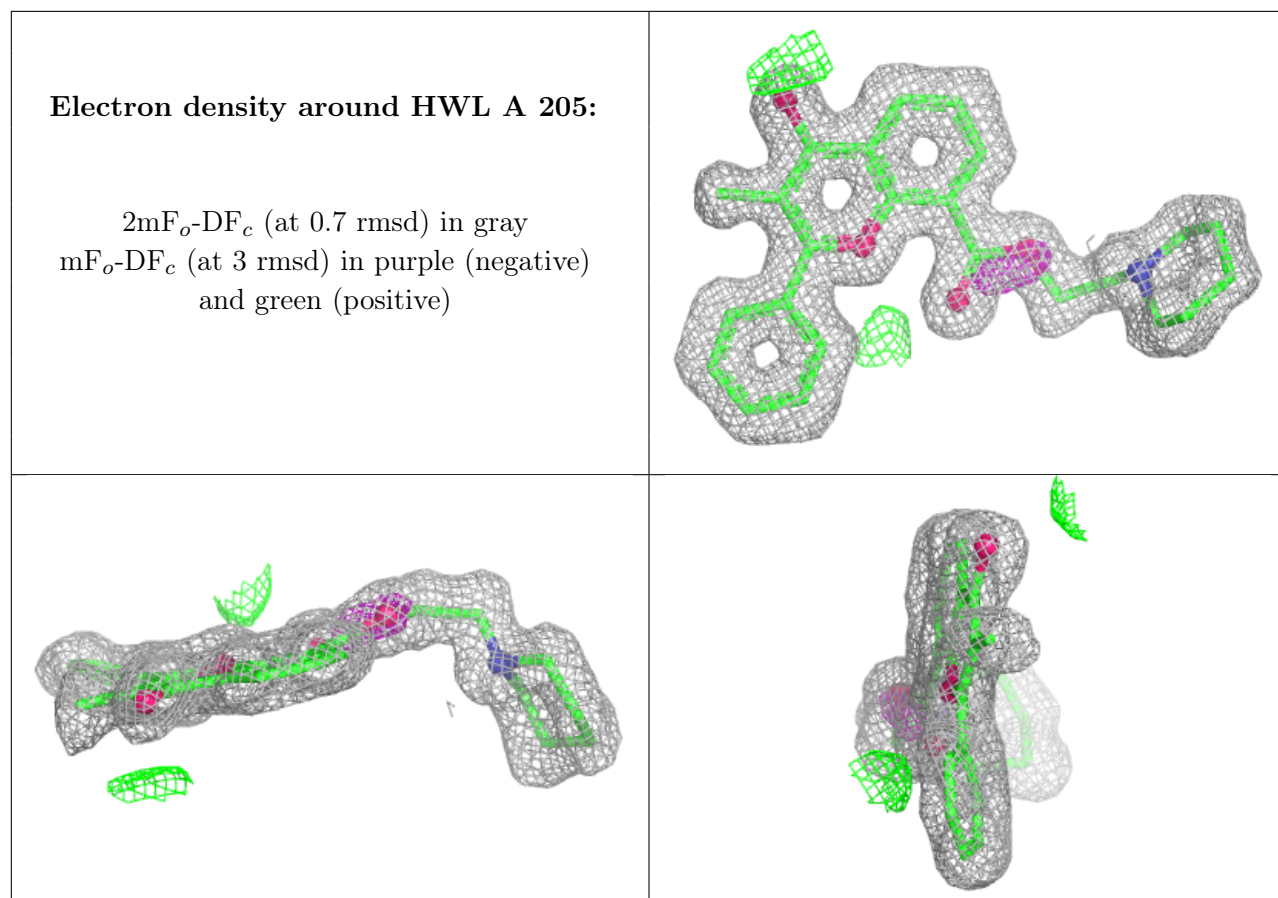 Electron density around HWL A 205:
2mFo-DFc (at 0.7 rmsd) in gray
mFo-DFc (at 3 rmsd) in purple (negative)
and green (positive)